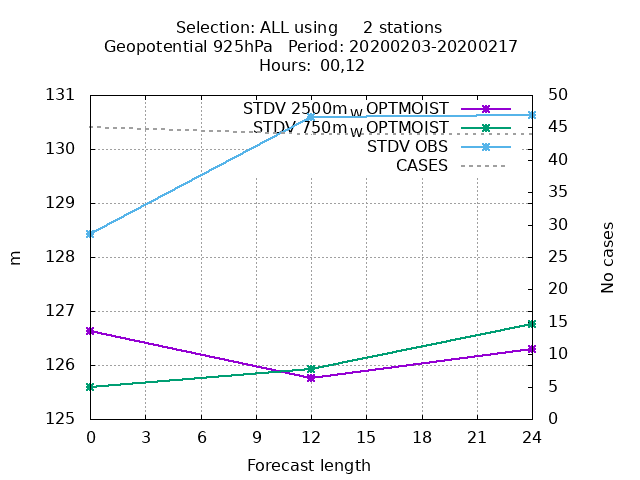 Selection: ALL using 2 stations
Geopotential 925hPa Period: 20200203-20200217
Hours: 00,12
STDV 2500m_W OPTMOIST
STDV 750m_W OPTMOIST
STDV OBS
CASES
131
130
129
128
127
126
125
m
50
45
40
35
30
25
20
15
10
5
0
No cases
0 3 6 9 12 15 18 21 24
Forecast length